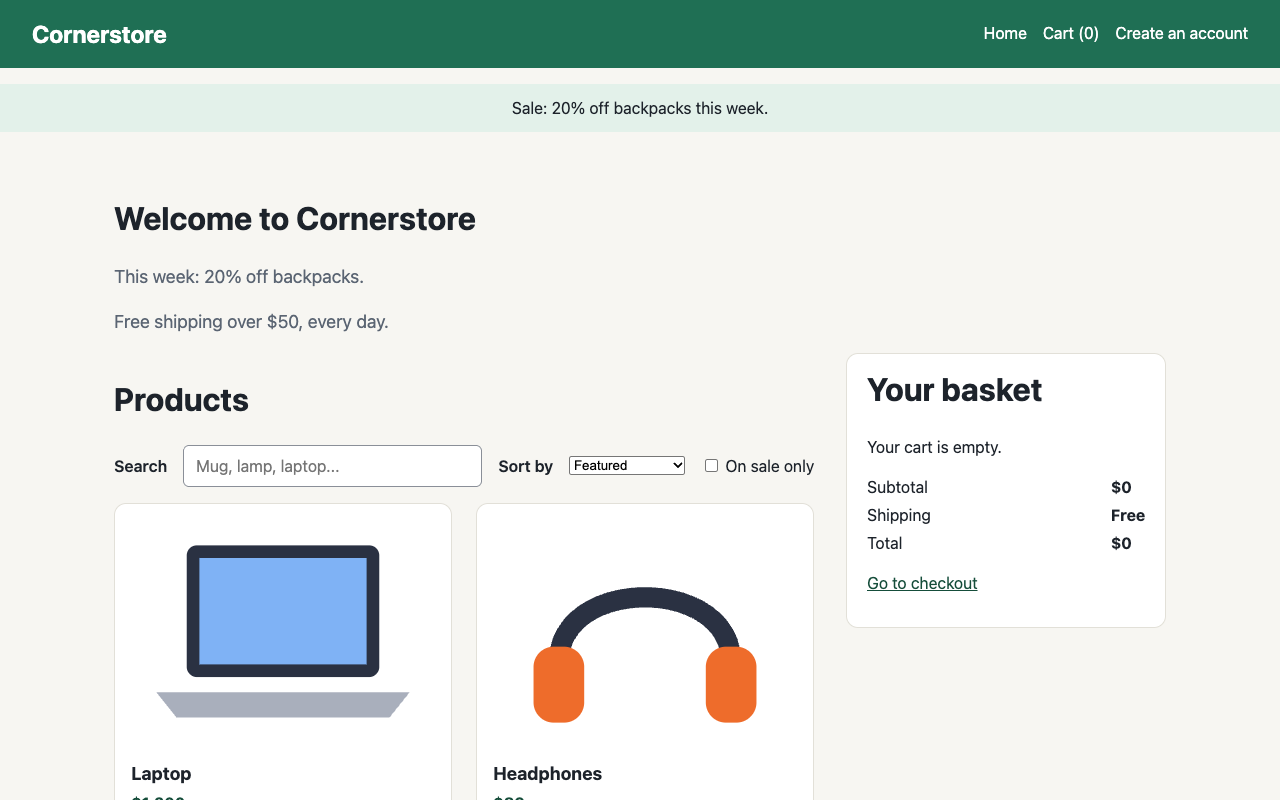 Cornerstore
Home Cart (0) Create an account
Sale: 20% off backpacks this week.
Welcome to Cornerstore
This week: 20% off backpacks.
Free shipping over $50, every day.
Products
Search Mug, lamp, laptop... Sort by Featured On sale only
Laptop
Headphones
Your basket
Your cart is empty.
Subtotal $0
Shipping Free
Total $0
Go to checkout